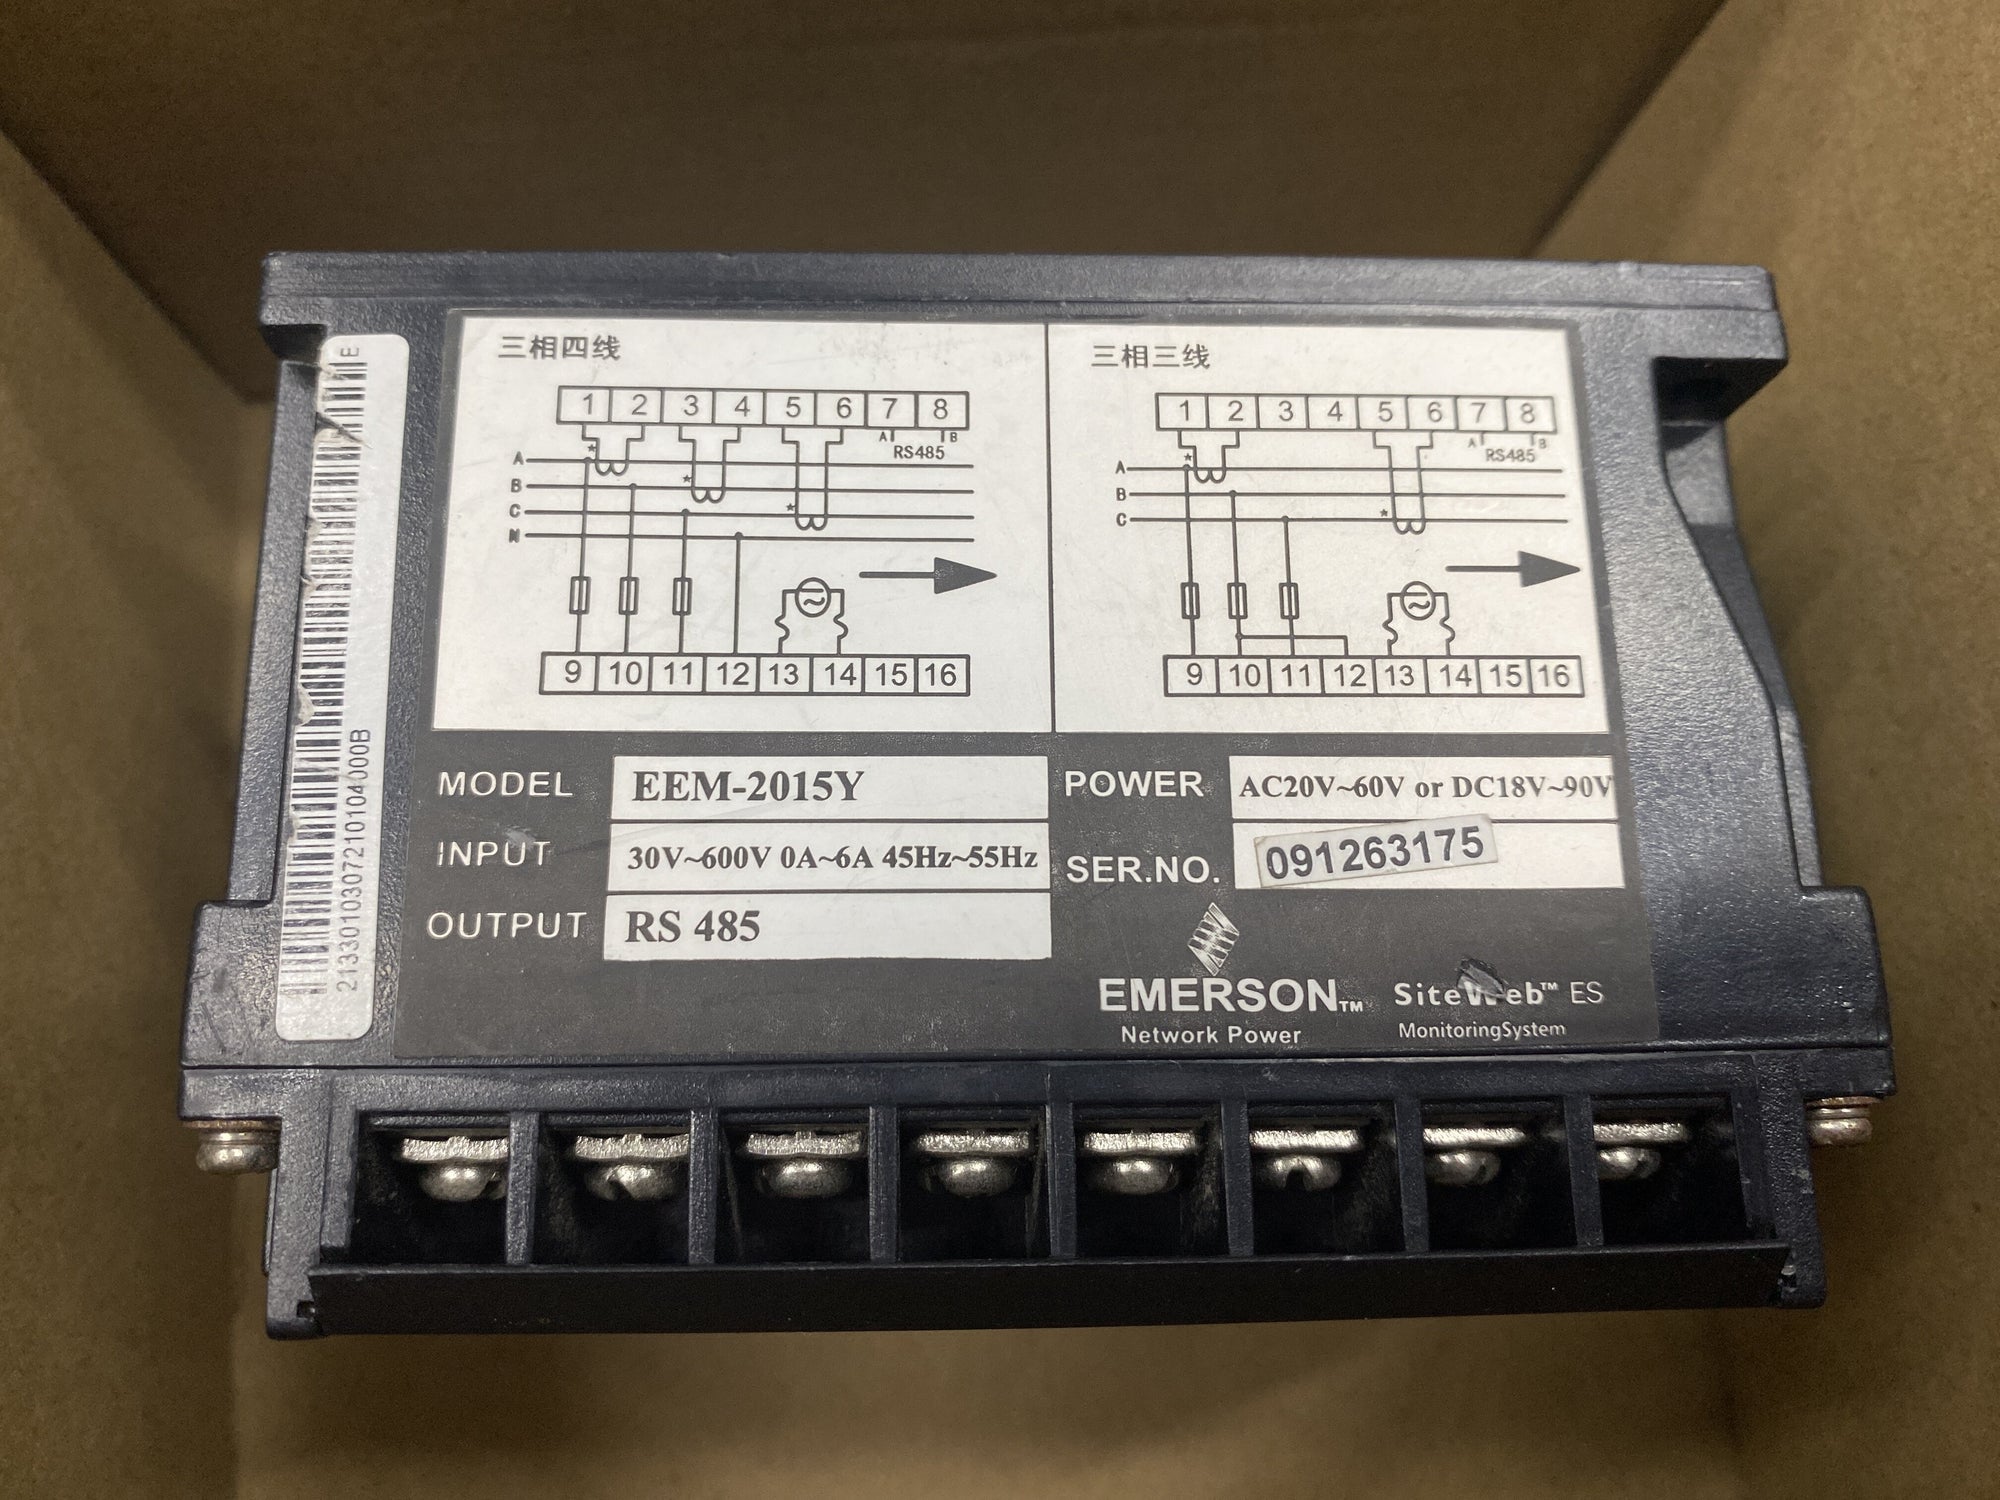 三相四线
1 2 3 4 5 6 7 8
A B
RS485
A
B
C
N
9 10 11 12 13 14 15 16
三相三线
1 2 3 4 5 6 7 8
A B
RS485
A
B
C
9 10 11 12 13 14 15 16
MODEL EEM-2015Y
INPUT 30V~600V 0A~6A 45Hz~55Hz
OUTPUT RS 485
POWER AC20V~60V or DC18V~90V
SER.NO. 091263175
EMERSON™
Network Power
SiteWeb™ ES
MonitoringSystem
E
2133010307210104000B